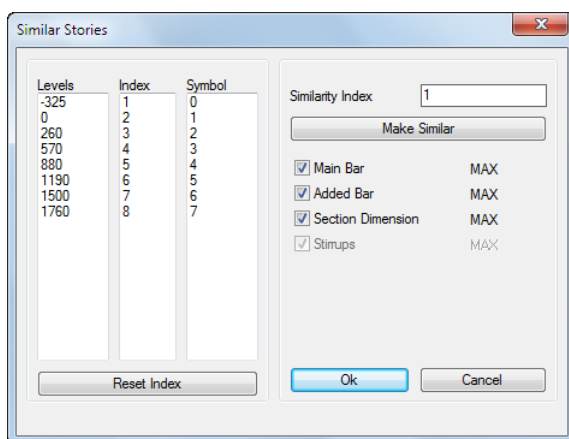 Similar Stories
Levels Index Symbol
-325 1 0
0 2 1
260 3 2
570 4 3
880 5 4
1190 6 5
1500 7 6
1760 8 7
Reset Index
Similarity Index 1
Make Similar
Main Bar MAX
Added Bar MAX
Section Dimension MAX
Stirrups MAX
Ok Cancel